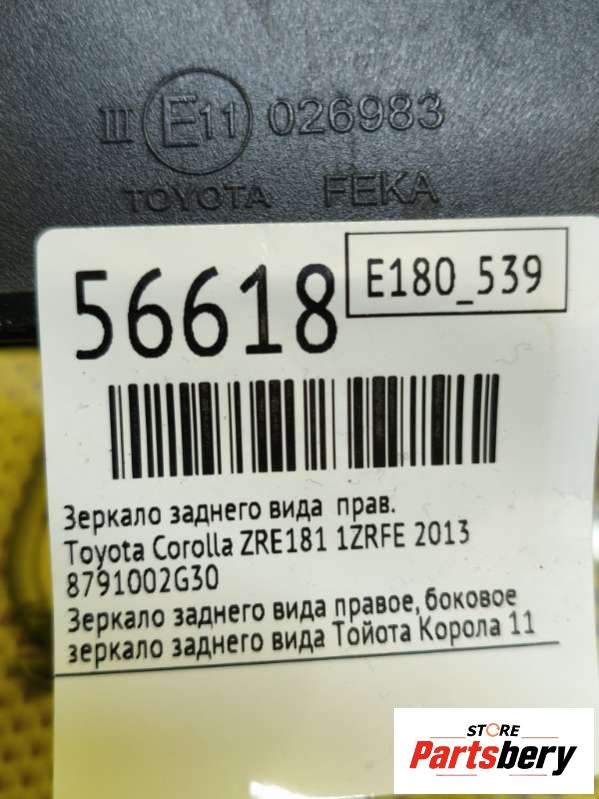 III E11 026983
TOYOTA FEKA
56618
E180_539
Зеркало заднего вида прав.
Toyota Corolla ZRE181 1ZRFE 2013
8791002G30
Зеркало заднего вида правое, боковое
зеркало заднего вида Тойота Корола 11
STORE
Partsbery